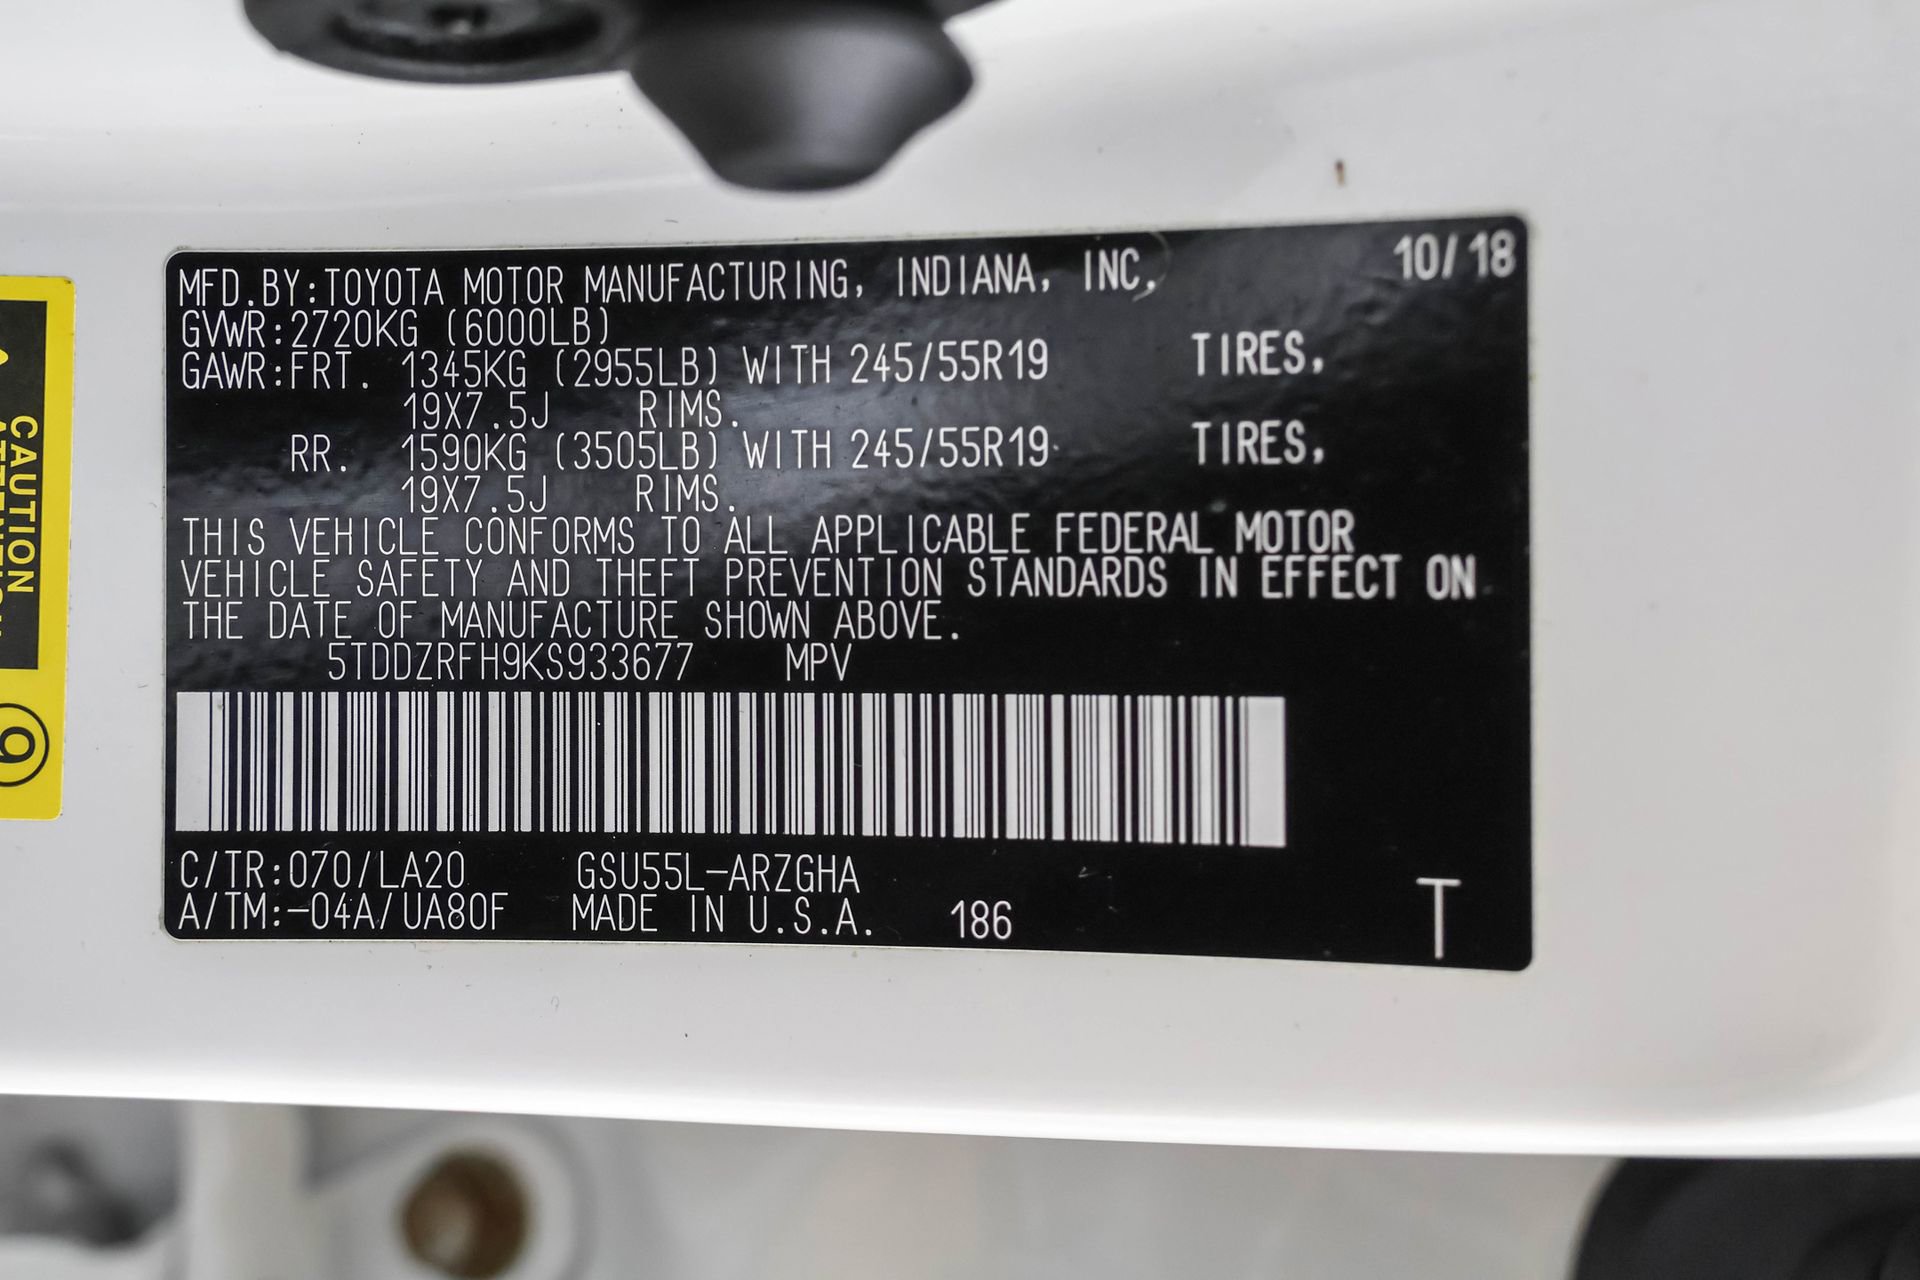 MFD.BY:TOYOTA MOTOR MANUFACTURING, INDIANA, INC. 10/18
GVWR:2720KG (6000LB)
GAWR:FRT. 1345KG (2955LB) WITH 245/55R19 TIRES,
19X7.5J RIMS.
RR. 1590KG (3505LB) WITH 245/55R19 TIRES,
19X7.5J RIMS.
THIS VEHICLE CONFORMS TO ALL APPLICABLE FEDERAL MOTOR
VEHICLE SAFETY AND THEFT PREVENTION STANDARDS IN EFFECT ON
THE DATE OF MANUFACTURE SHOWN ABOVE.
5TDDZRFH9KS933677 MPV
C/TR:070/LA20 GSU55L-ARZGHA
A/TM:-04A/UA80F MADE IN U.S.A. 186 T
CAUTION